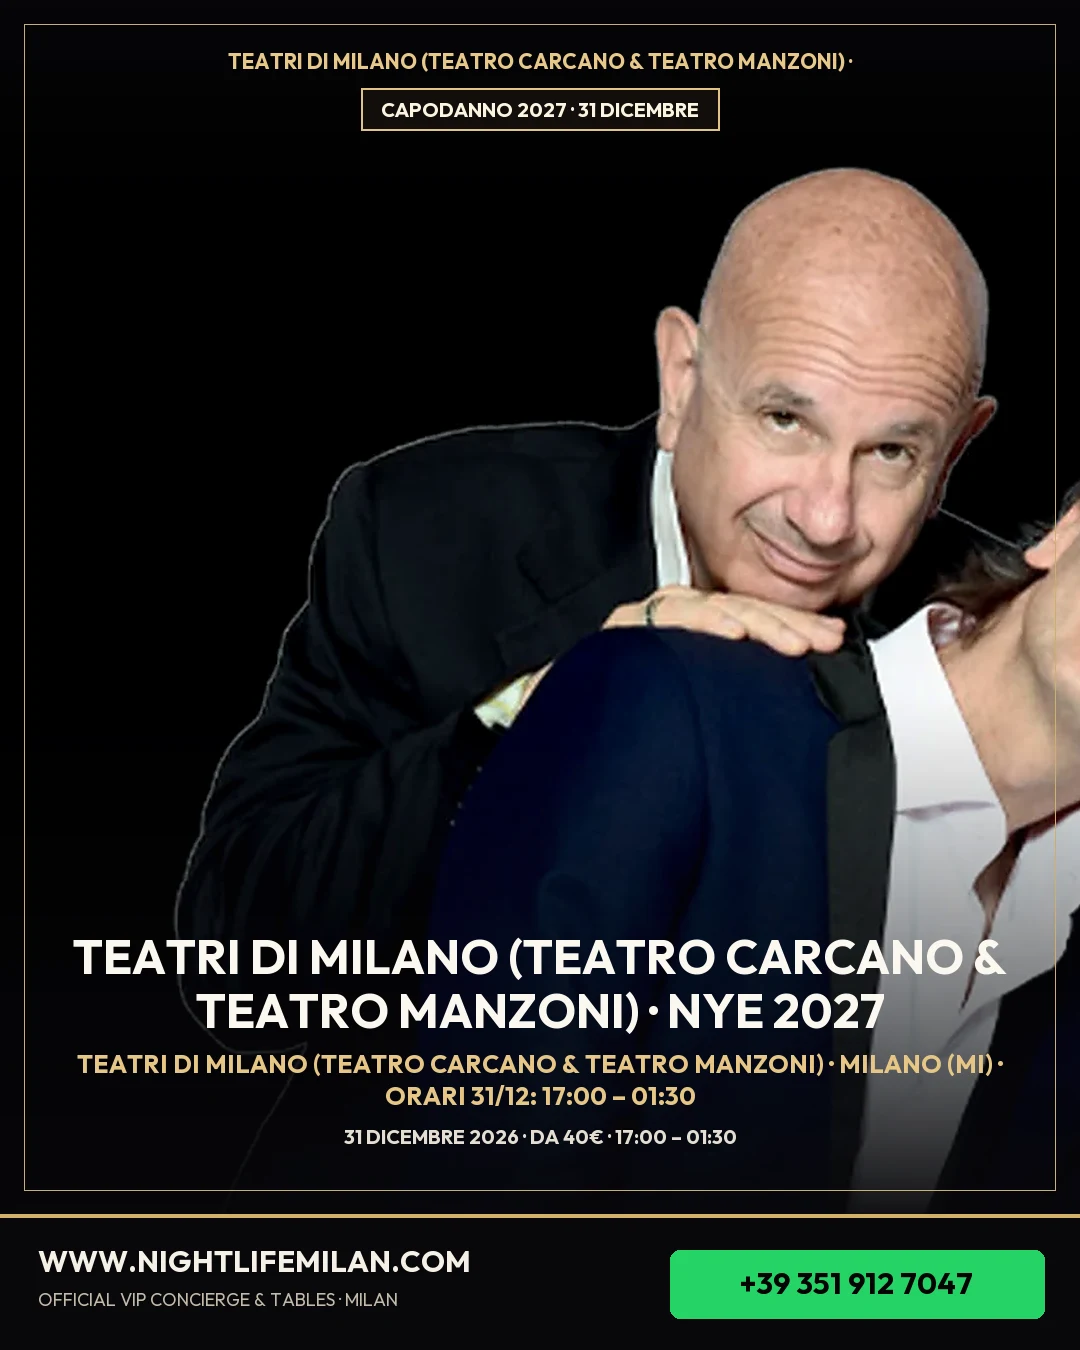 TEATRI DI MILANO (TEATRO CARCANO & TEATRO MANZONI) ·
CAPODANNO 2027 · 31 DICEMBRE
TEATRI DI MILANO (TEATRO CARCANO &
TEATRO MANZONI) · NYE 2027
TEATRI DI MILANO (TEATRO CARCANO & TEATRO MANZONI) · MILANO (MI) ·
ORARI 31/12: 17:00 – 01:30
31 DICEMBRE 2026 · DA 40€ · 17:00 – 01:30
WWW.NIGHTLIFEMILAN.COM
OFFICIAL VIP CONCIERGE & TABLES · MILAN
+39 351 912 7047